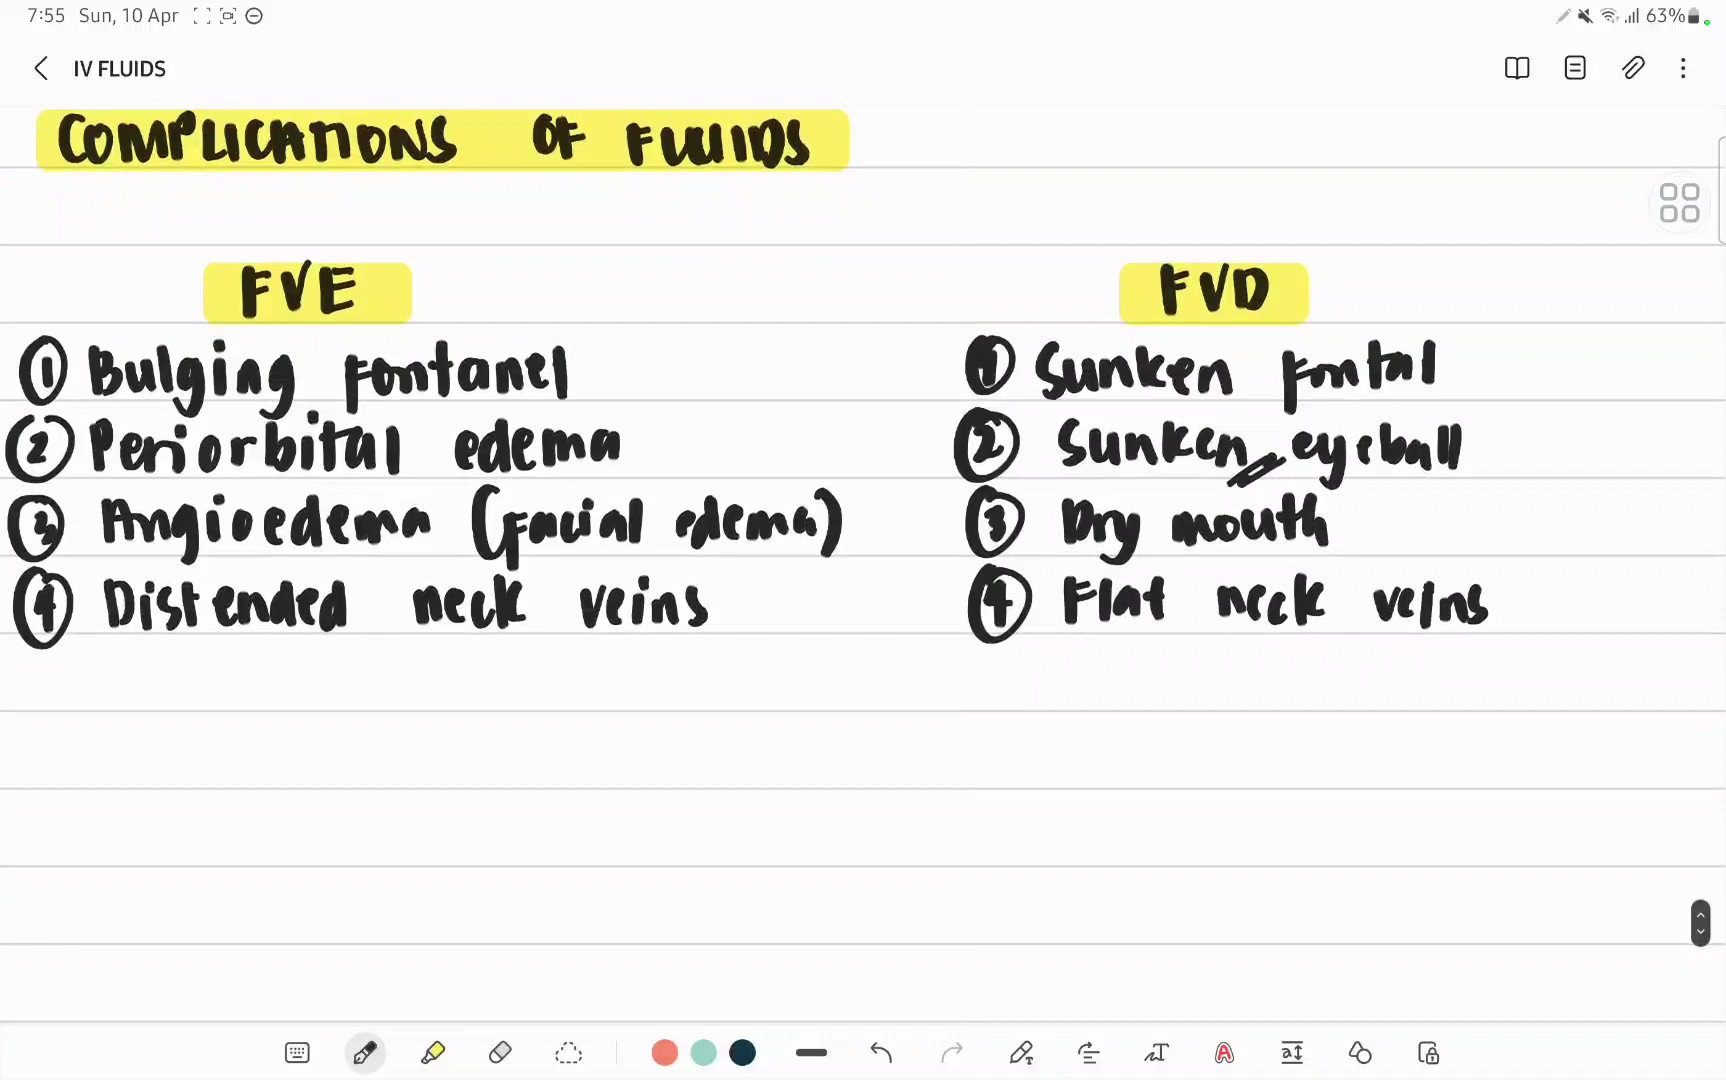 7:55 Sun, 10 Apr
63%
IV FLUIDS
COMPLICATIONS OF FLUIDS
FVE
① Bulging Fontanel
② Periorbital edema
③ Angioedema (facial edema)
④ Distended neck veins
FVD
① Sunken Fontal
② Sunken eyeball
③ Dry mouth
④ Flat neck veins